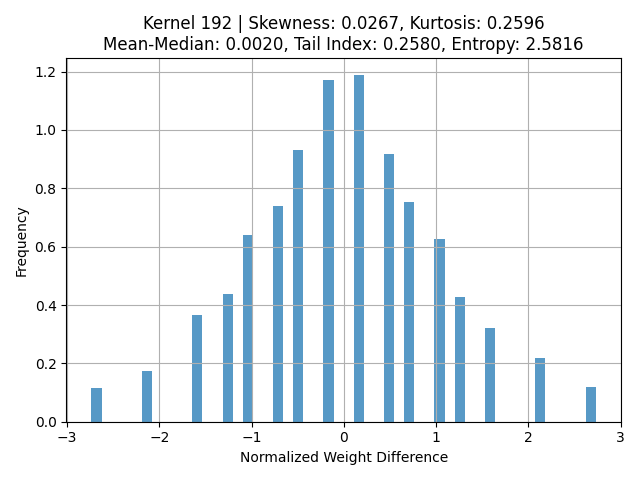 Kernel 192 | Skewness: 0.0267, Kurtosis: 0.2596
Mean-Median: 0.0020, Tail Index: 0.2580, Entropy: 2.5816
1.2
1.0
0.8
0.6
0.4
0.2
0.0
Frequency
−3 −2 −1 0 1 2 3
Normalized Weight Difference